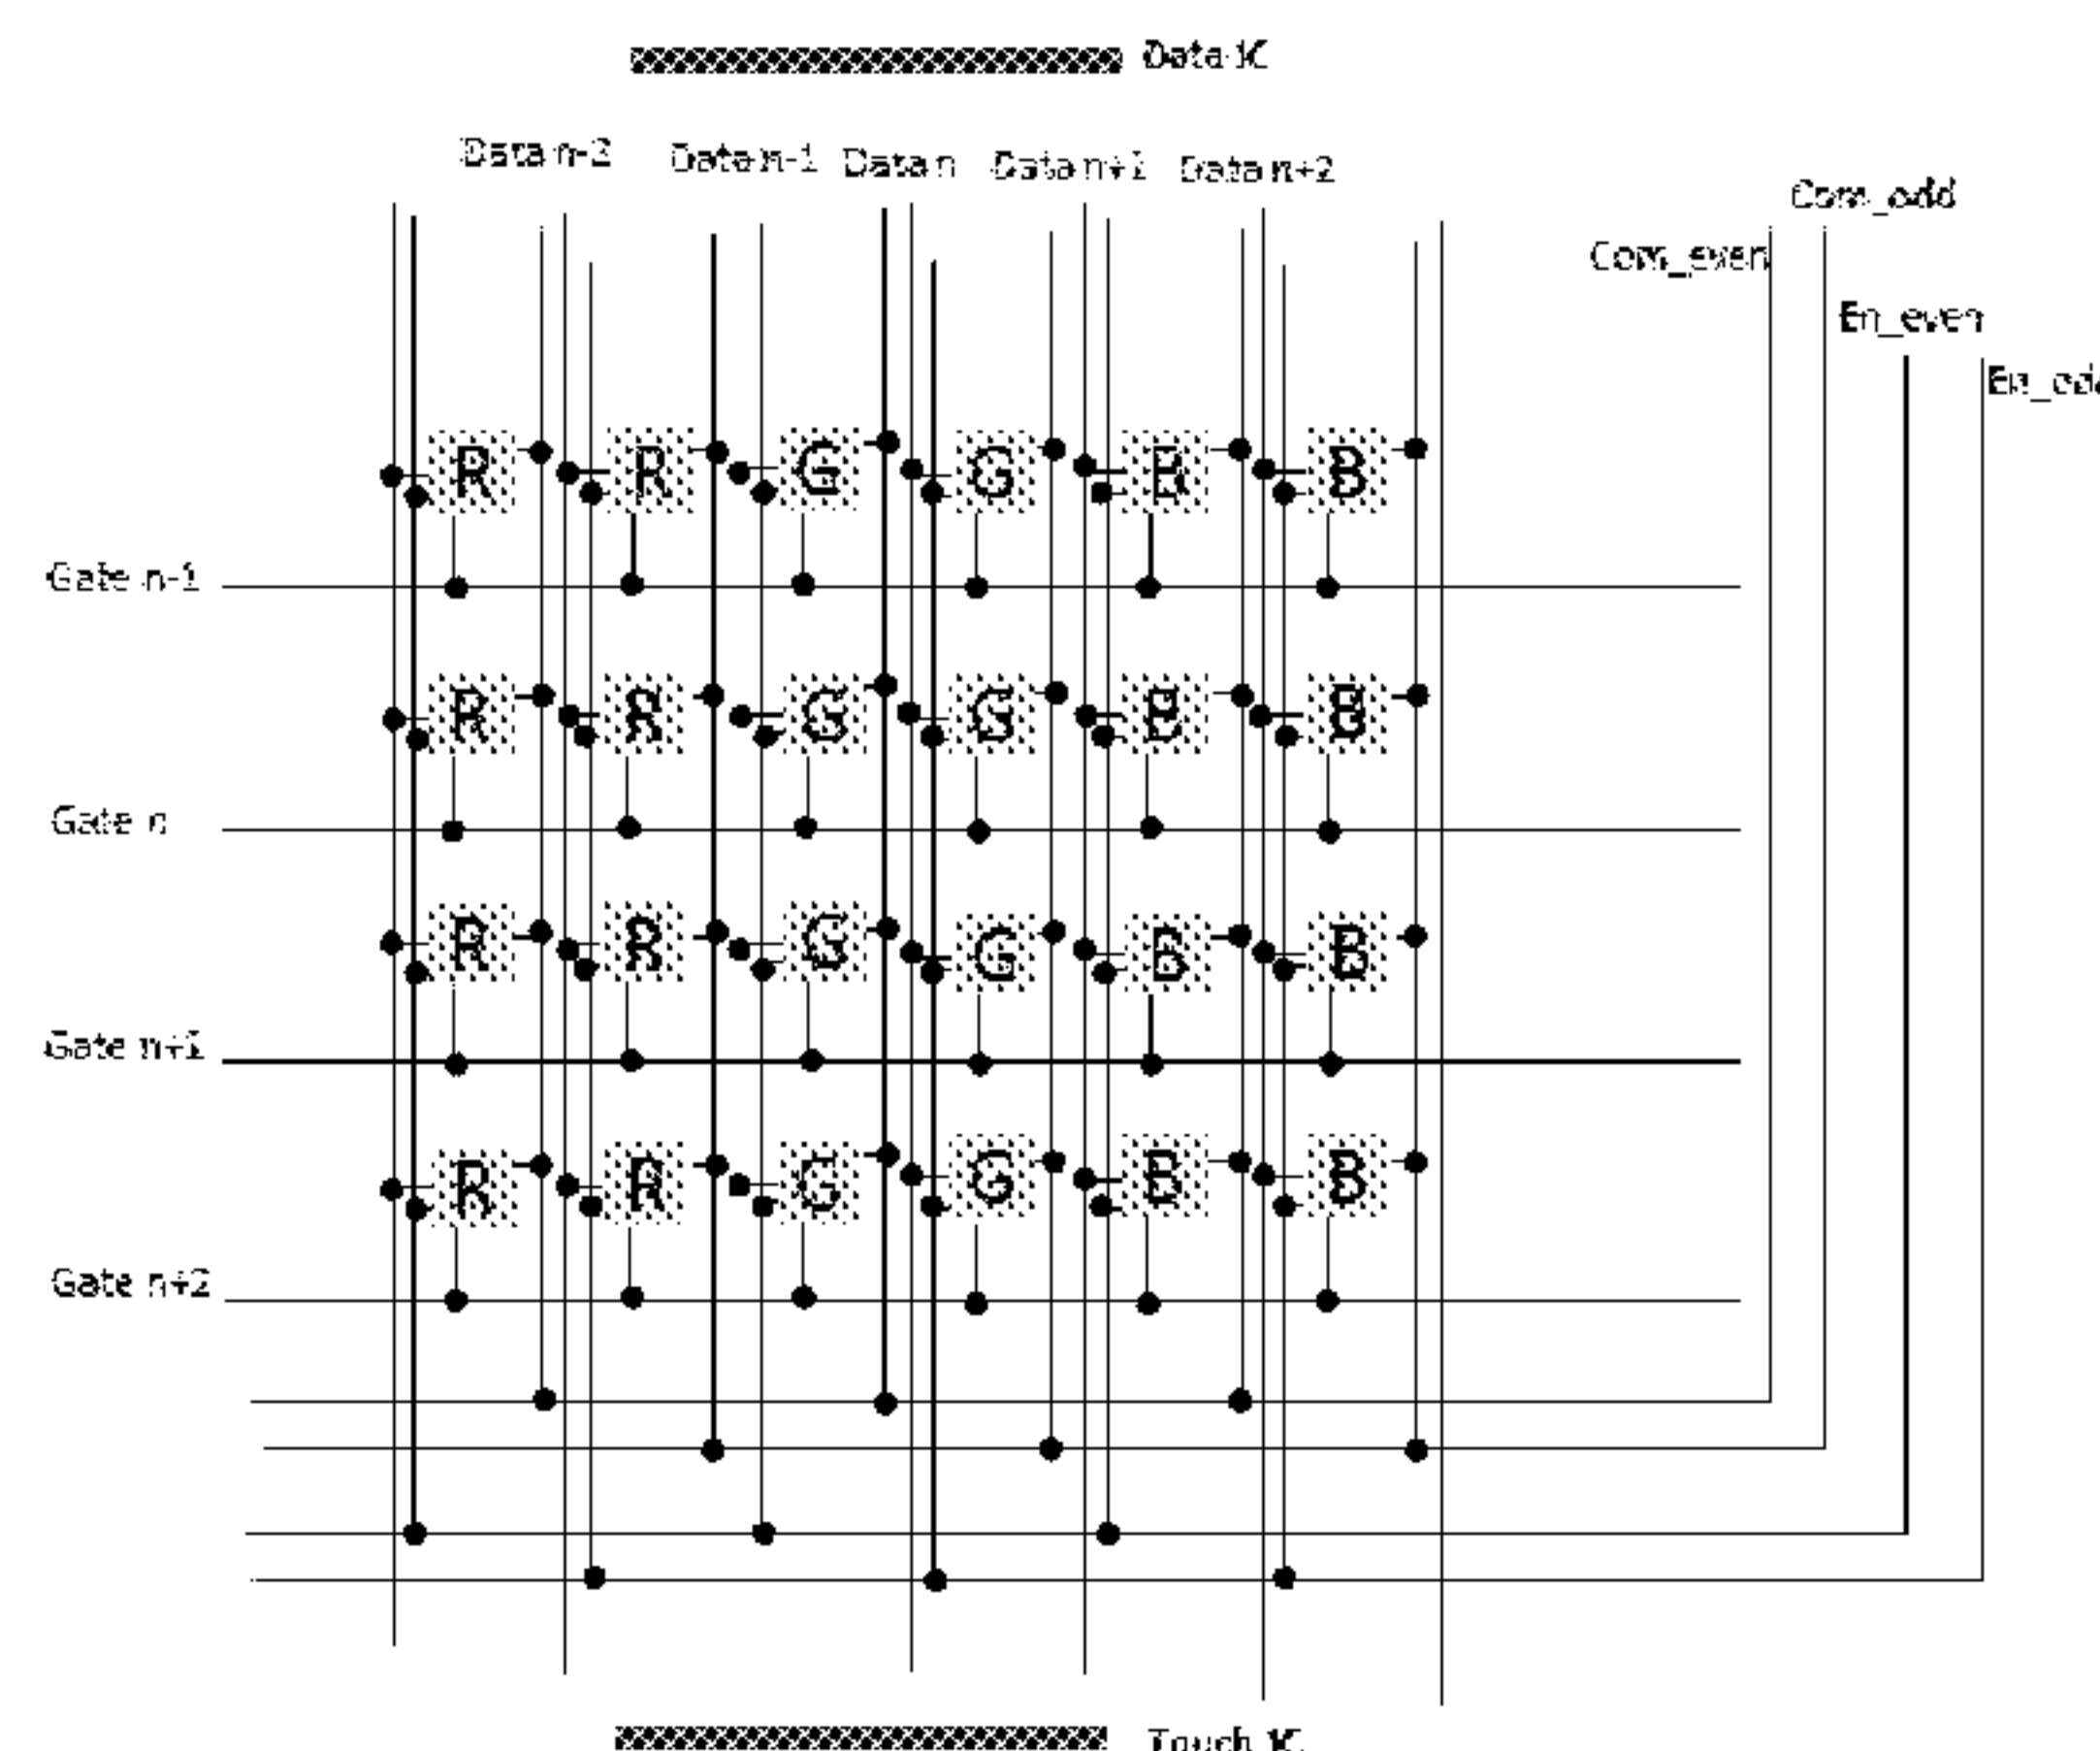 Data IC
Data n-2 Data n-1 Data n Data n+1 Data n+2
Com_odd
Com_even
En_even
En_odd
R R G G B B
Gate n-1
R R G G B B
Gate n
R R G G B B
Gate n+1
R R G G B B
Gate n+2
Touch IC